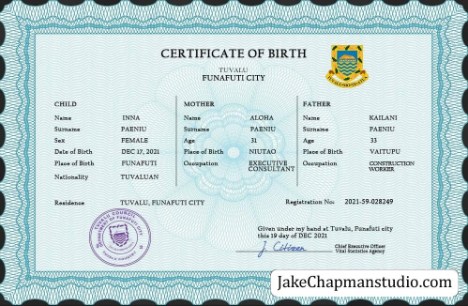 CERTIFICATE OF BIRTH
TUVALU
FUNAFUTI CITY
CHILD MOTHER FATHER
Name INNA Name ALOHA Name KAILANI
Surname PAENIU Surname PAENIU Surname PAENIU
Sex FEMALE Age 31 Age 33
Date of Birth DEC 17, 2021 Place of Birth NIUTAO Place of Birth VAITUPU
Place of Birth FUNAFUTI Occupation EXECUTIVE CONSULTANT Occupation CONSTRUCTION WORKER
Nationality TUVALUAN
Residence TUVALU, FUNAFUTI CITY Registration No: 2021-59-028249
Given under my hand at Tuvalu, Funafuti city
this 19 day of DEC 2021
J Citizen
Chief Executive Officer
Vital Statistics Agency
JakeChapmanstudio.com